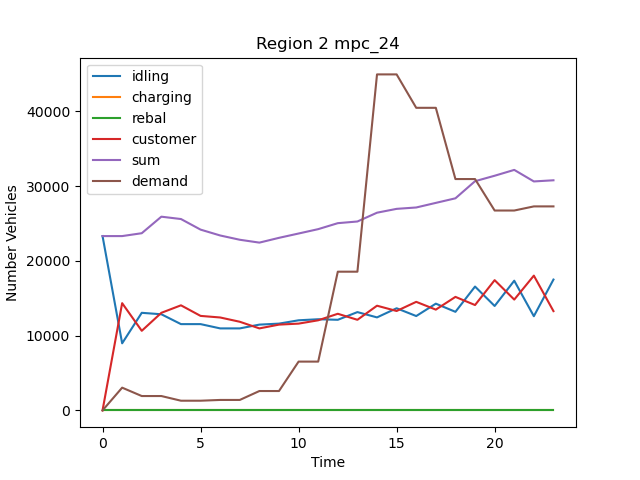 Region 2 mpc_24
idling
charging
rebal
customer
sum
demand
40000
30000
20000
10000
0
Number Vehicles
0 5 10 15 20
Time